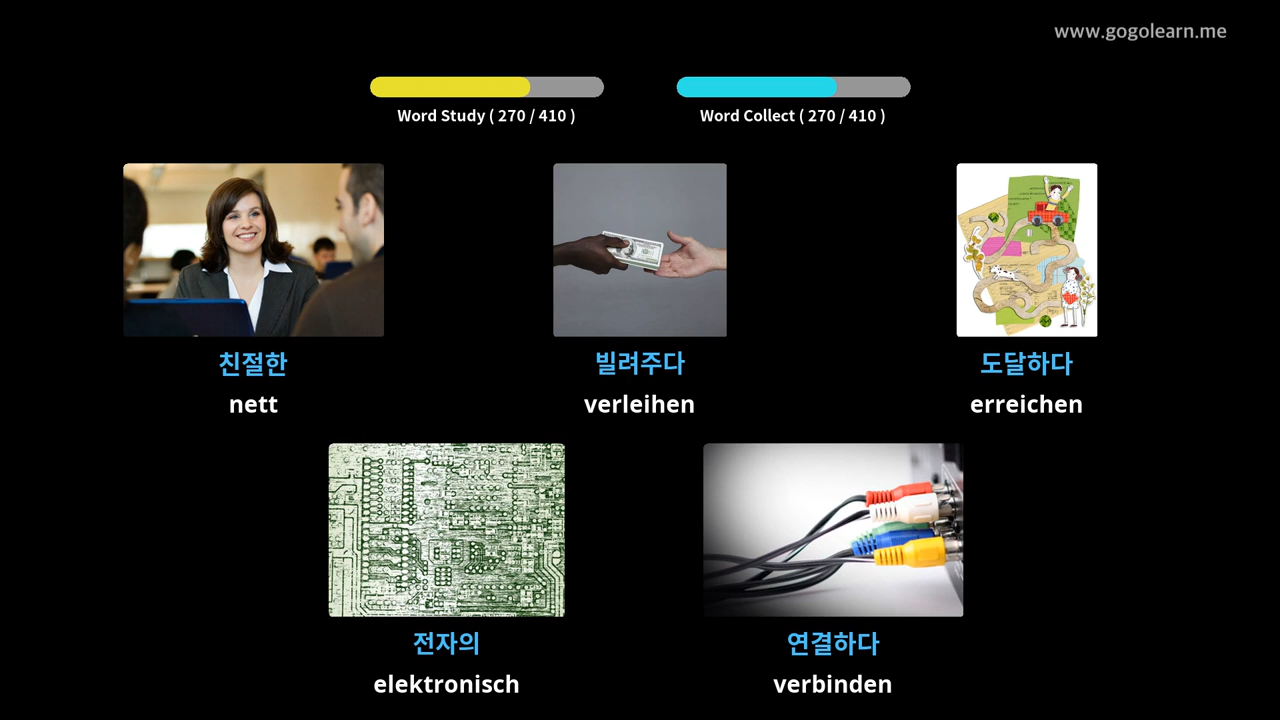 www.gogolearn.me
Word Study ( 270 / 410 )
Word Collect ( 270 / 410 )
친절한
nett
빌려주다
verleihen
도달하다
erreichen
전자의
elektronisch
연결하다
verbinden